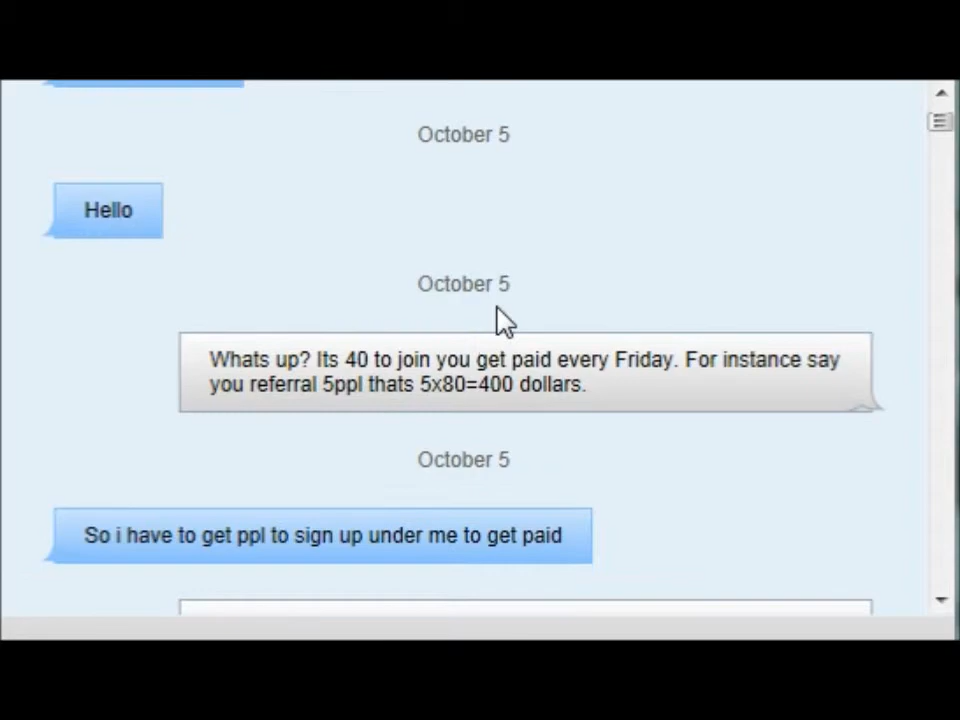 October 5
Hello
October 5
Whats up? Its 40 to join you get paid every Friday. For instance say
you referral 5ppl thats 5x80=400 dollars.
October 5
So i have to get ppl to sign up under me to get paid